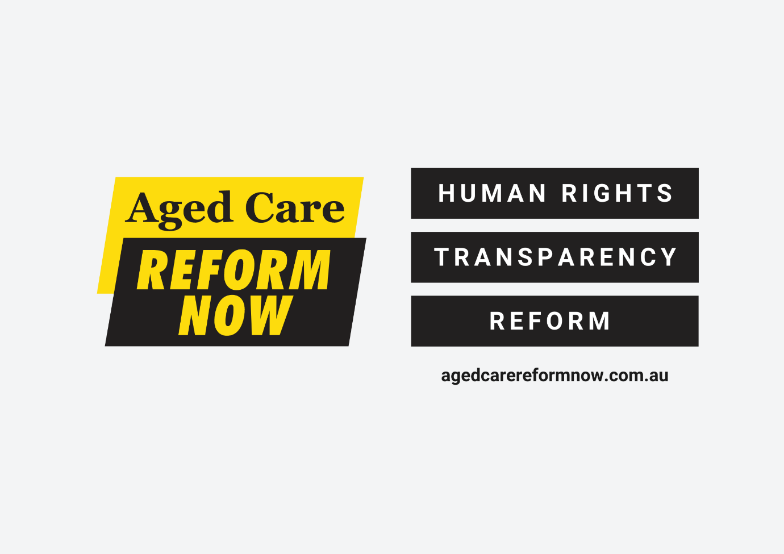 Aged Care
REFORM
NOW
HUMAN RIGHTS
TRANSPARENCY
REFORM
agedcarereformnow.com.au